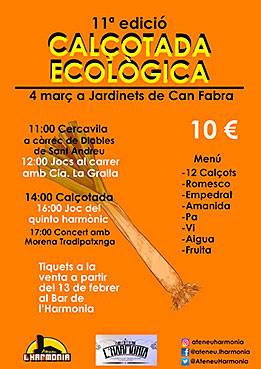 11ª edició
CALÇOTADA
ECOLÒGICA
4 març a Jardinets de Can Fabra
11:00 Cercavila
a càrrec de Diables
de Sant Andreu
12:00 Jocs al carrer
amb Cia. La Gralla
14:00 Calçotada
16:00 Joc del
quinto harmònic
17:00 Concert amb
Morena Tradipatxnga
Tiquets a la
venta a partir
del 13 de febrer
al Bar de
l'Harmonia
10 €
Menú
-12 Calçots
-Romesco
-Empedrat
-Amanida
-Pa
-Vi
-Aigua
-Fruita
L'HARMONIA
L'HARMONIA
@ateneuharmonia
@ateneu.lharmonia
@AteneuHarmonia